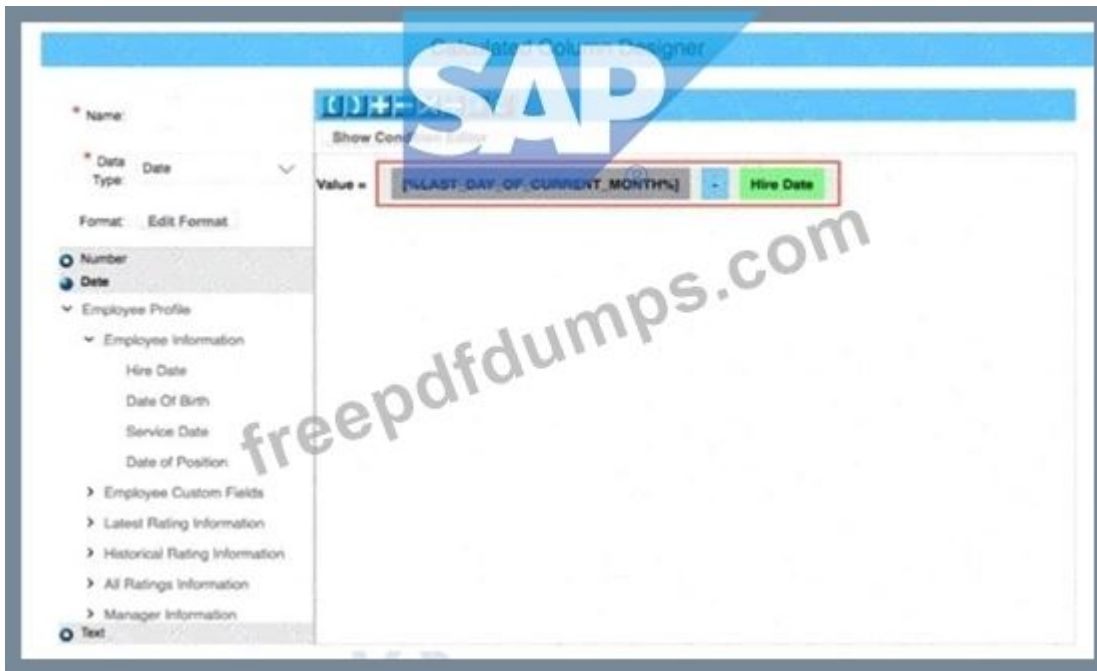 Calculated Column Designer
SAP
* Name:
* Data Type: Date
Format: Edit Format
Show Condition Editor
Value = [%LAST_DAY_OF_CURRENT_MONTH%] - Hire Date
Number
Date
Employee Profile
Employee Information
Hire Date
Date Of Birth
Service Date
Date of Position
Employee Custom Fields
Latest Rating Information
Historical Rating Information
All Ratings Information
Manager Information
Text
freepdfdumps.com